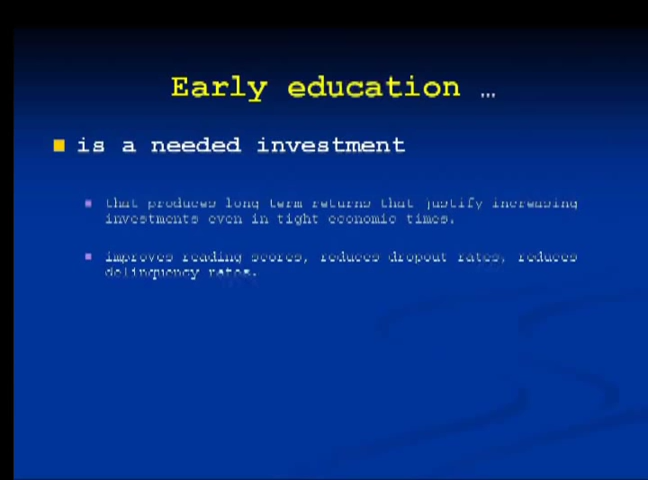 Early education …
is a needed investment
that produces long term returns that justify increasing
investments even in tight economic times.
improves reading scores, reduces dropout rates, reduces
delinquency rates.